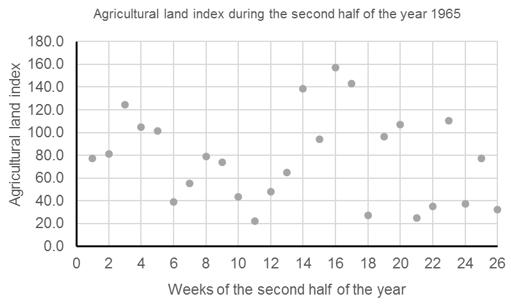 Agricultural land index during the second half of the year 1965
180.0
160.0
140.0
120.0
100.0
80.0
60.0
40.0
20.0
0.0
Agricultural land index
0 2 4 6 8 10 12 14 16 18 20 22 24 26
Weeks of the second half of the year